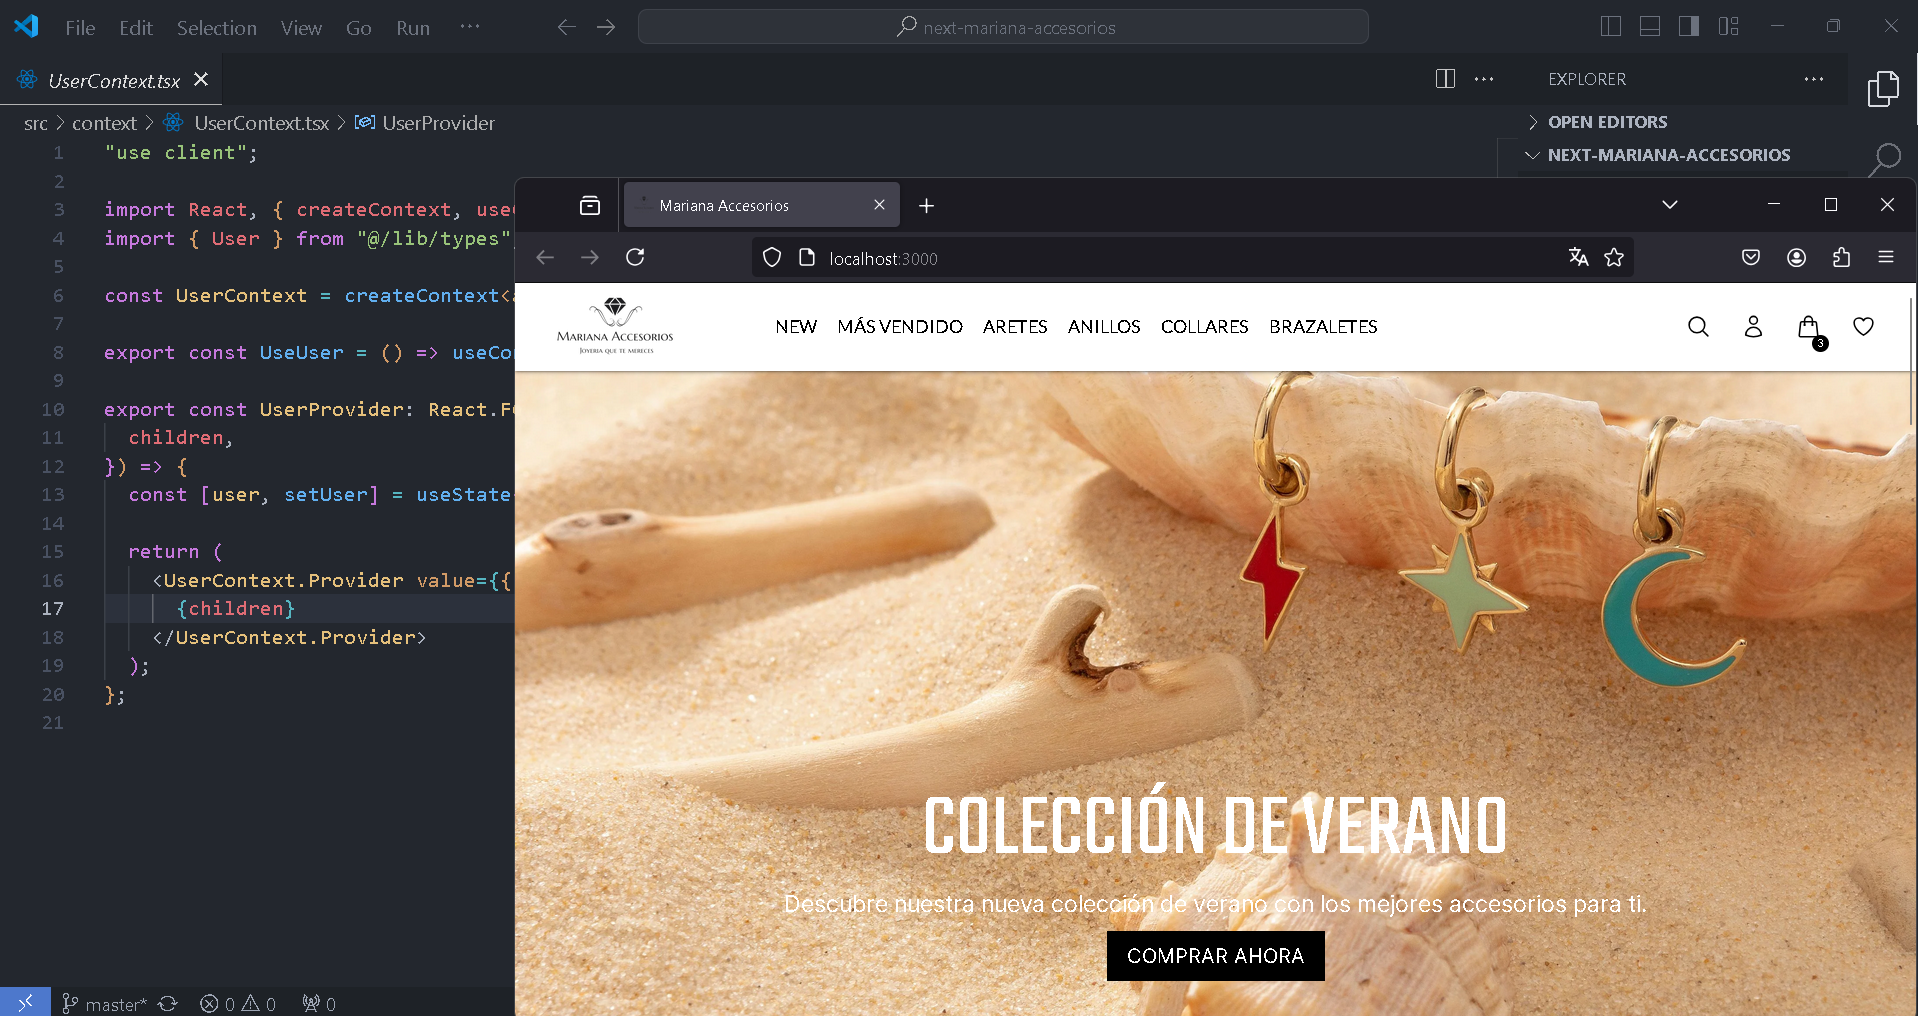 File Edit Selection View Go Run ···
next-mariana-accesorios
UserContext.tsx
EXPLORER
src > context > UserContext.tsx > UserProvider
OPEN EDITORS
NEXT-MARIANA-ACCESORIOS
1 "use client";
2
3 import React, { createContext,
4 import { User } from "@/lib/types"
5
6 const UserContext = createContext<
7
8 export const UseUser = () =>
9
10 export const UserProvider:
11 children,
12 }) => {
13 const [user, setUser] = useState
14
15 return (
16 <UserContext.Provider value={{
17 {children}
18 </UserContext.Provider>
19 );
20 };
21
master* 0 0 0
Mariana Accesorios
localhost:3000
MARIANA ACCESORIOS
JOYERIA QUE TE MERECES
NEW MÁS VENDIDO ARETES ANILLOS COLLARES BRAZALETES
3
COLECCIÓN DE VERANO
Descubre nuestra nueva colección de verano con los mejores accesorios para ti.
COMPRAR AHORA